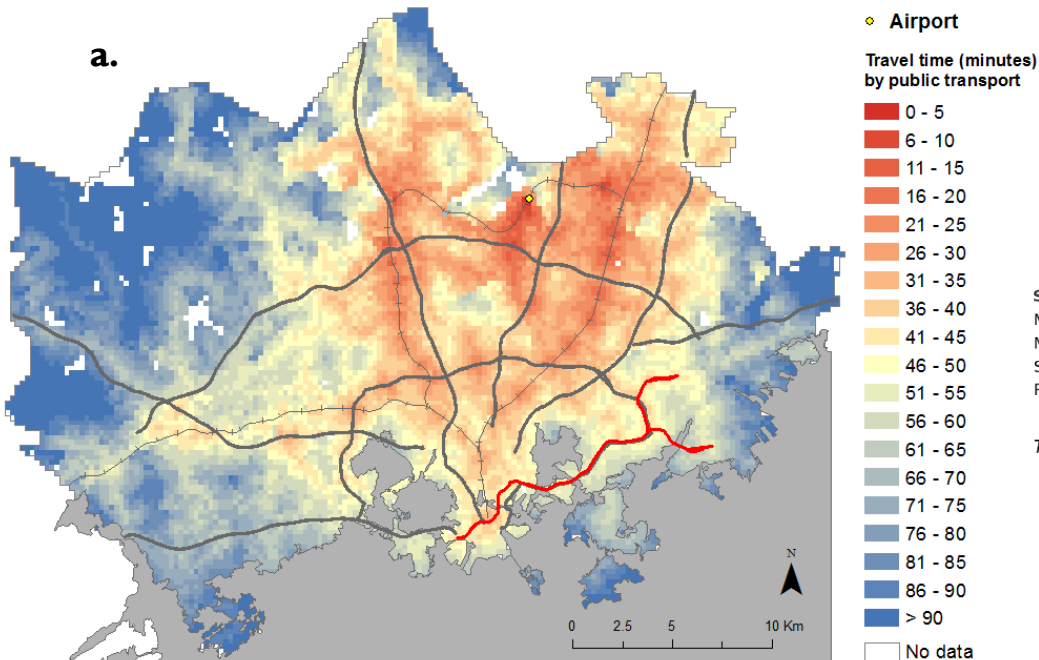 a.
Airport
Travel time (minutes)
by public transport
0 - 5
6 - 10
11 - 15
16 - 20
21 - 25
26 - 30
31 - 35
36 - 40
41 - 45
46 - 50
51 - 55
56 - 60
61 - 65
66 - 70
71 - 75
76 - 80
81 - 85
86 - 90
> 90
No data
N
0 2.5 5 10 Km